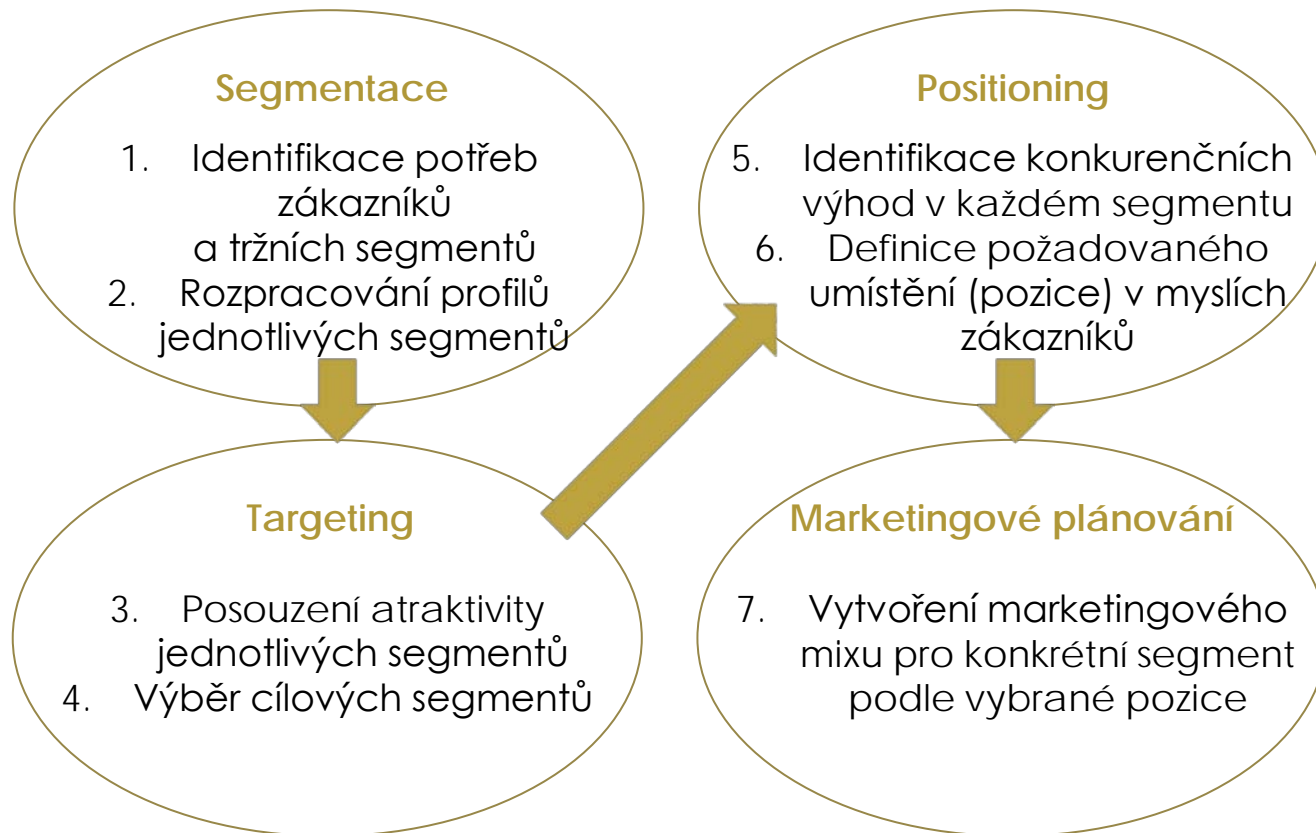 Segmentace
1. Identifikace potřeb
zákazníků
a tržních segmentů
2. Rozpracování profilů
jednotlivých segmentů
Targeting
3. Posouzení atraktivity
jednotlivých segmentů
4. Výběr cílových segmentů
Positioning
5. Identifikace konkurenčních
výhod v každém segmentu
6. Definice požadovaného
umístění (pozice) v myslích
zákazníků
Marketingové plánování
7. Vytvoření marketingového
mixu pro konkrétní segment
podle vybrané pozice